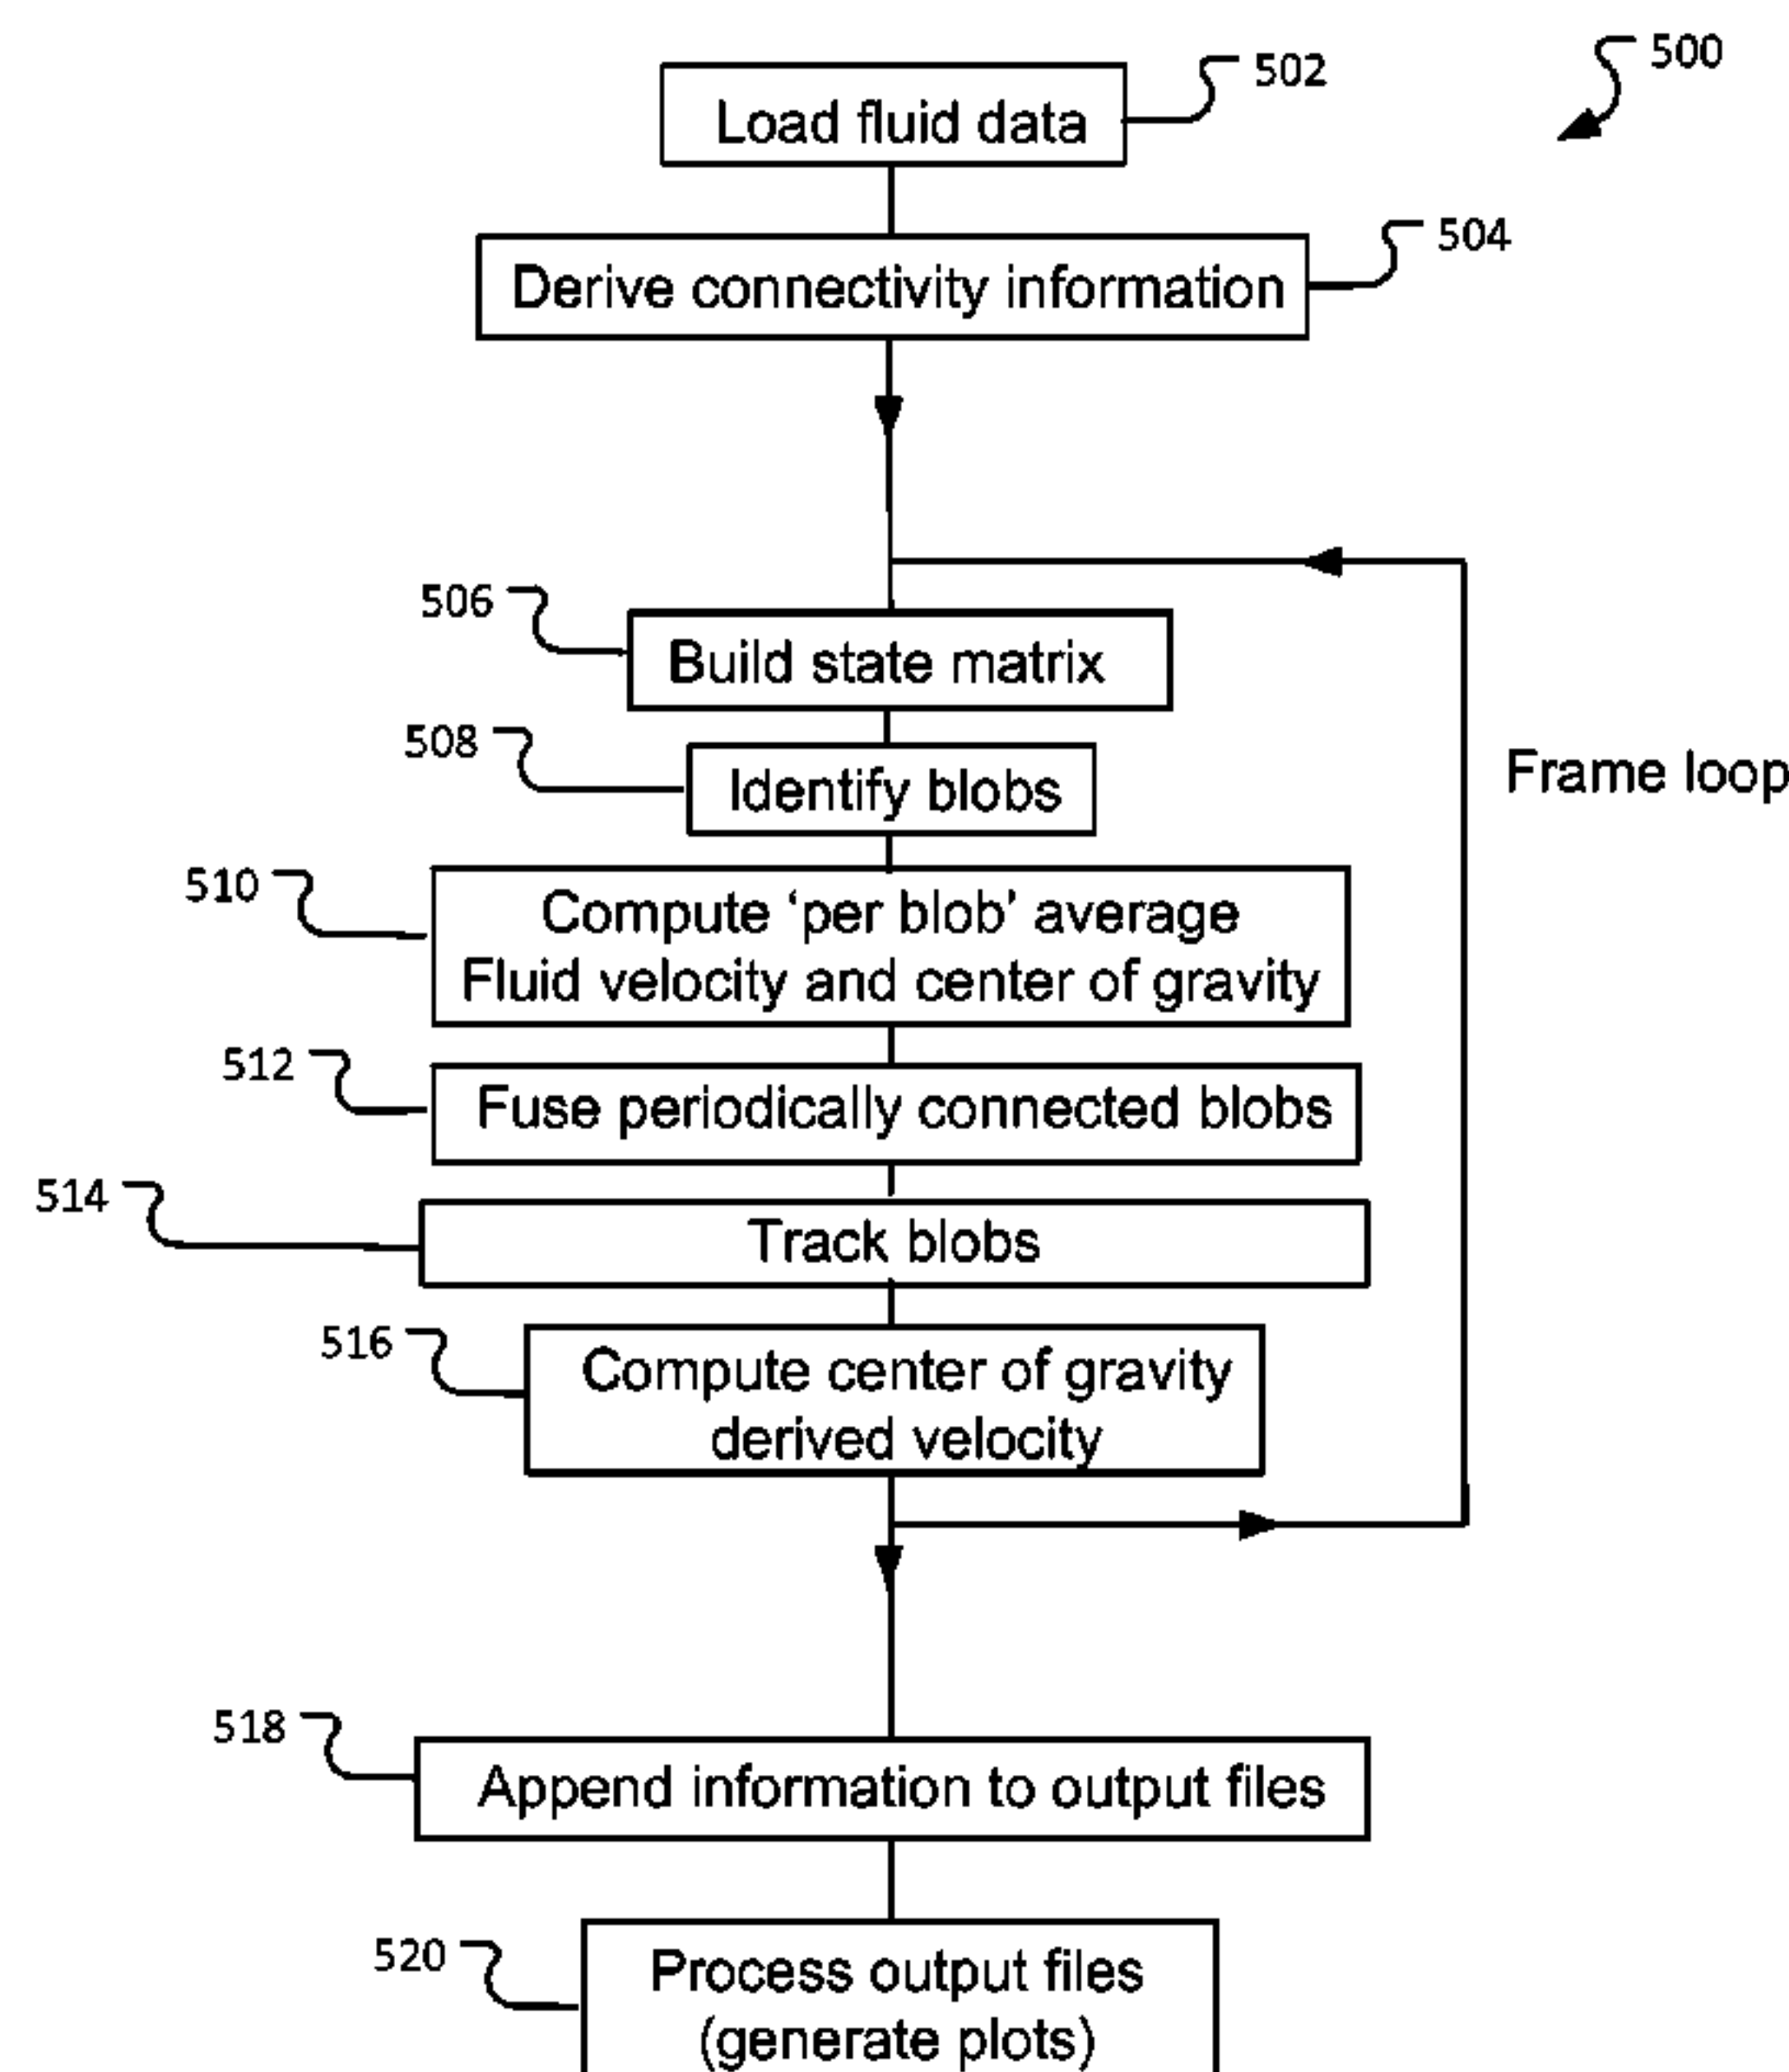 500
502
Load fluid data
504
Derive connectivity information
506
Build state matrix
508
Identify blobs
Frame loop
510
Compute ‘per blob’ average
Fluid velocity and center of gravity
512
Fuse periodically connected blobs
514
Track blobs
516
Compute center of gravity
derived velocity
518
Append information to output files
520
Process output files
(generate plots)